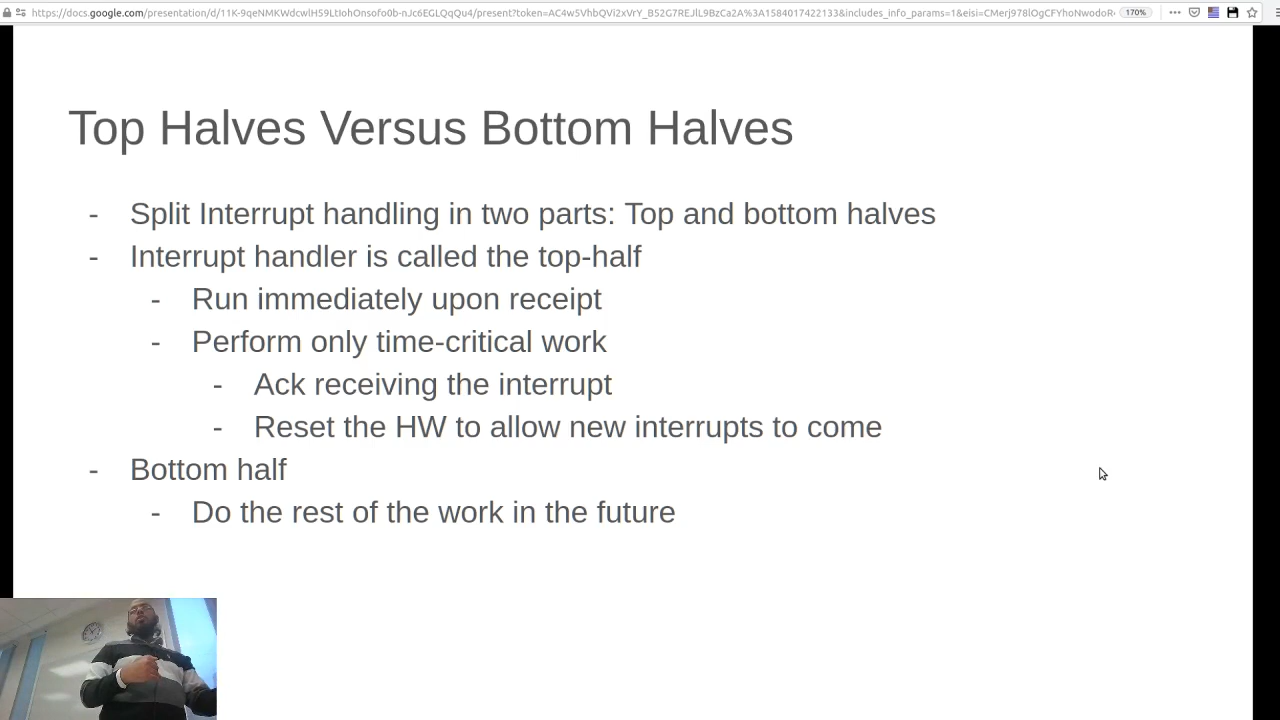 Top Halves Versus Bottom Halves
- Split Interrupt handling in two parts: Top and bottom halves
- Interrupt handler is called the top-half
- Run immediately upon receipt
- Perform only time-critical work
- Ack receiving the interrupt
- Reset the HW to allow new interrupts to come
- Bottom half
- Do the rest of the work in the future
170%